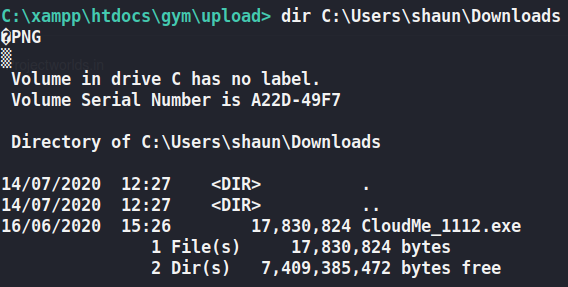 C:\xampp\htdocs\gym\upload> dir C:\Users\shaun\Downloads
�PNG
▒
projectworlds.in
 Volume in drive C has no label.
 Volume Serial Number is A22D-49F7

 Directory of C:\Users\shaun\Downloads

14/07/2020  12:27    <DIR>          .
14/07/2020  12:27    <DIR>          ..
16/06/2020  15:26        17,830,824 CloudMe_1112.exe
               1 File(s)     17,830,824 bytes
               2 Dir(s)   7,409,385,472 bytes free